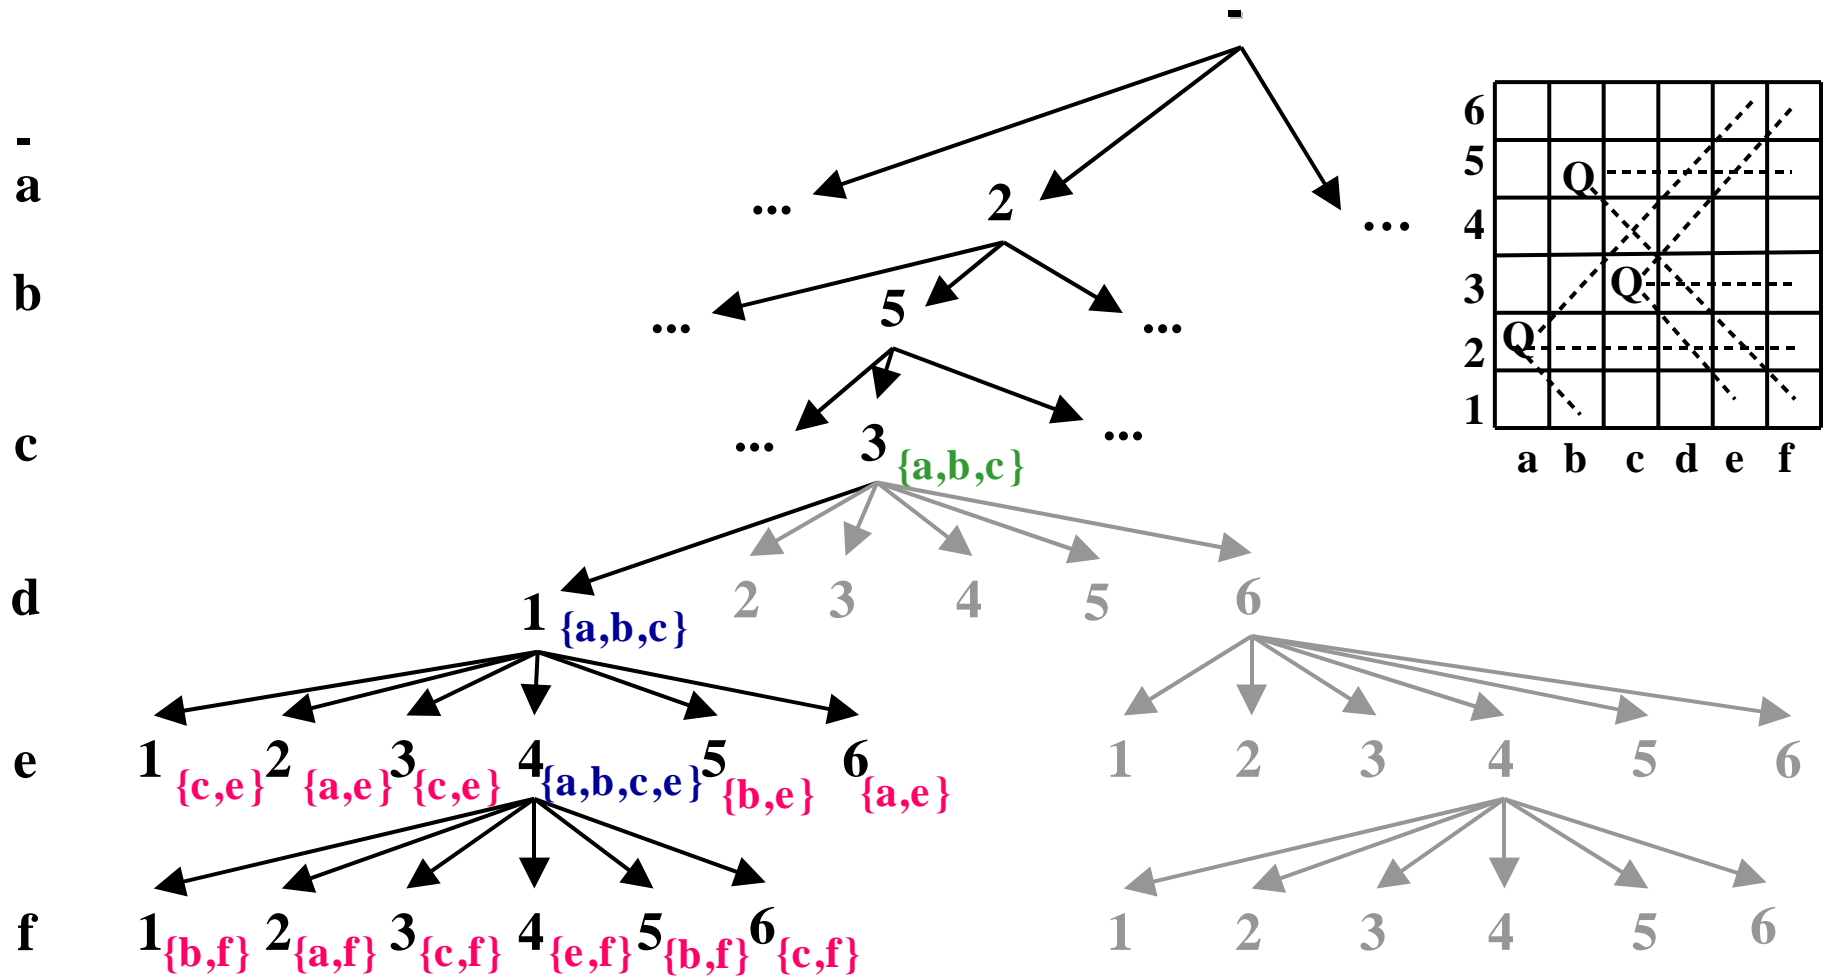 -
-
a ... 2 ...
b ... 5 ...
c ... 3 {a,b,c} ...
d 1 {a,b,c} 2 3 4 5 6
e 1 {c,e} 2 {a,e} 3 {c,e} 4 {a,b,c,e} 5 {b,e} 6 {a,e} 1 2 3 4 5 6
f 1 {b,f} 2 {a,f} 3 {c,f} 4 {e,f} 5 {b,f} 6 {c,f} 1 2 3 4 5 6
6
5 Q
4
3 Q
2 Q
1
a b c d e f